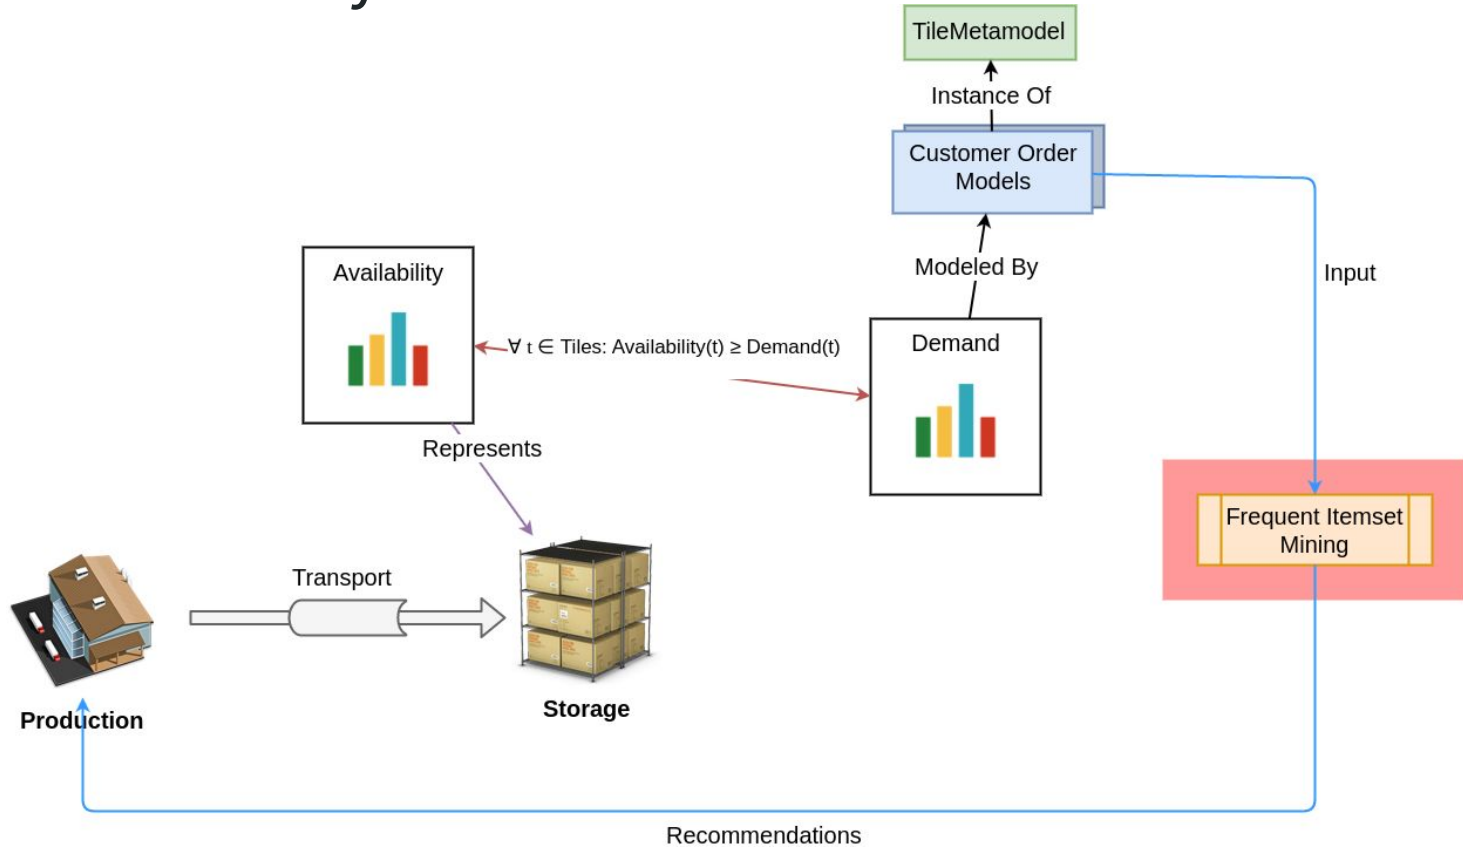 TileMetamodel
Instance Of
Customer Order
Models
Input
Modeled By
Availability
∀ t ∈ Tiles: Availability(t) ≥ Demand(t)
Demand
Represents
Frequent Itemset
Mining
Transport
Production
Storage
Recommendations